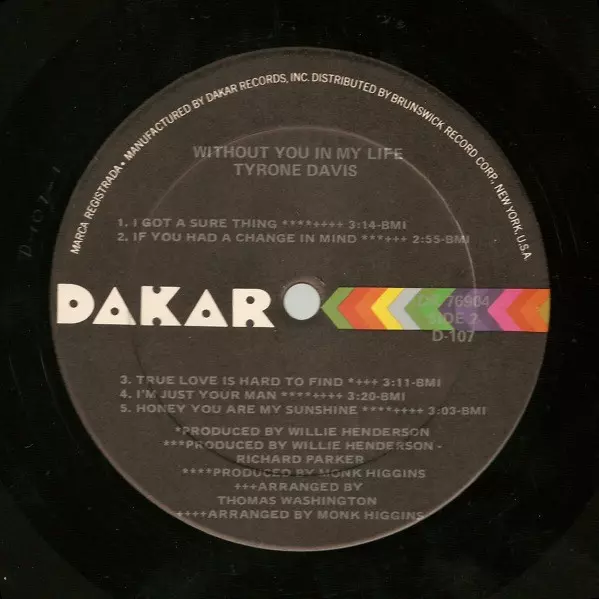 MARCA REGISTRADA • MANUFACTURED BY DAKAR RECORDS, INC. DISTRIBUTED BY BRUNSWICK RECORD CORP., NEW YORK, U.S.A.
WITHOUT YOU IN MY LIFE
TYRONE DAVIS
1. I GOT A SURE THING ****++++ 3:14-BMI
2. IF YOU HAD A CHANGE IN MIND ***+++ 2:55-BMI
DAKAR
76904
SIDE 2
D-107
3. TRUE LOVE IS HARD TO FIND *+++ 3:11-BMI
4. I'M JUST YOUR MAN ****++++ 3:20-BMI
5. HONEY YOU ARE MY SUNSHINE ****++++ 3:03-BMI
*PRODUCED BY WILLIE HENDERSON
***PRODUCED BY WILLIE HENDERSON-
RICHARD PARKER
****PRODUCED BY MONK HIGGINS
+++ARRANGED BY
THOMAS WASHINGTON
++++ARRANGED BY MONK HIGGINS